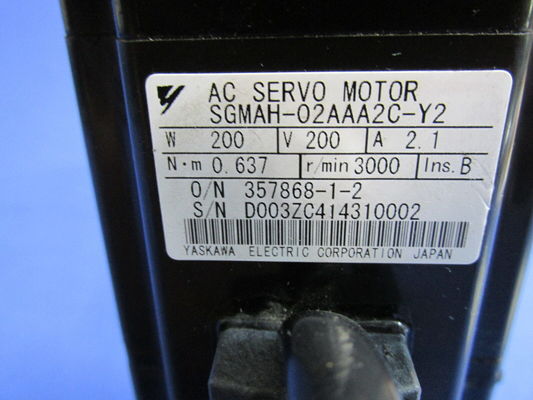 AC SERVO MOTOR
SGMAH-02AAA2C-Y2
W 200 V 200 A 2.1
N·m 0.637 r/min 3000 Ins. B
O/N 357868-1-2
S/N D003ZC414310002
YASKAWA ELECTRIC CORPORATION JAPAN